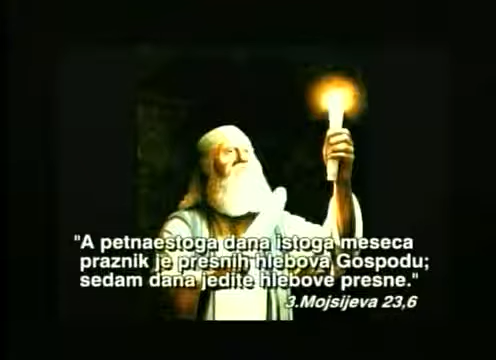 "A petnaestoga dana istoga meseca
praznik je presnih hlebova Gospodu;
sedam dana jedite hlebove presne."
3.Mojsijeva 23,6